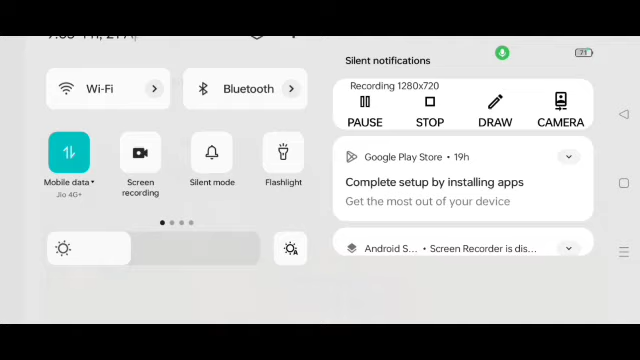 Silent notifications
71
Wi-Fi
Bluetooth
Recording 1280x720
PAUSE
STOP
DRAW
CAMERA
Mobile data
Jio 4G+
Screen recording
Silent mode
Flashlight
Google Play Store • 19h
Complete setup by installing apps
Get the most out of your device
Android S... • Screen Recorder is dis...
A